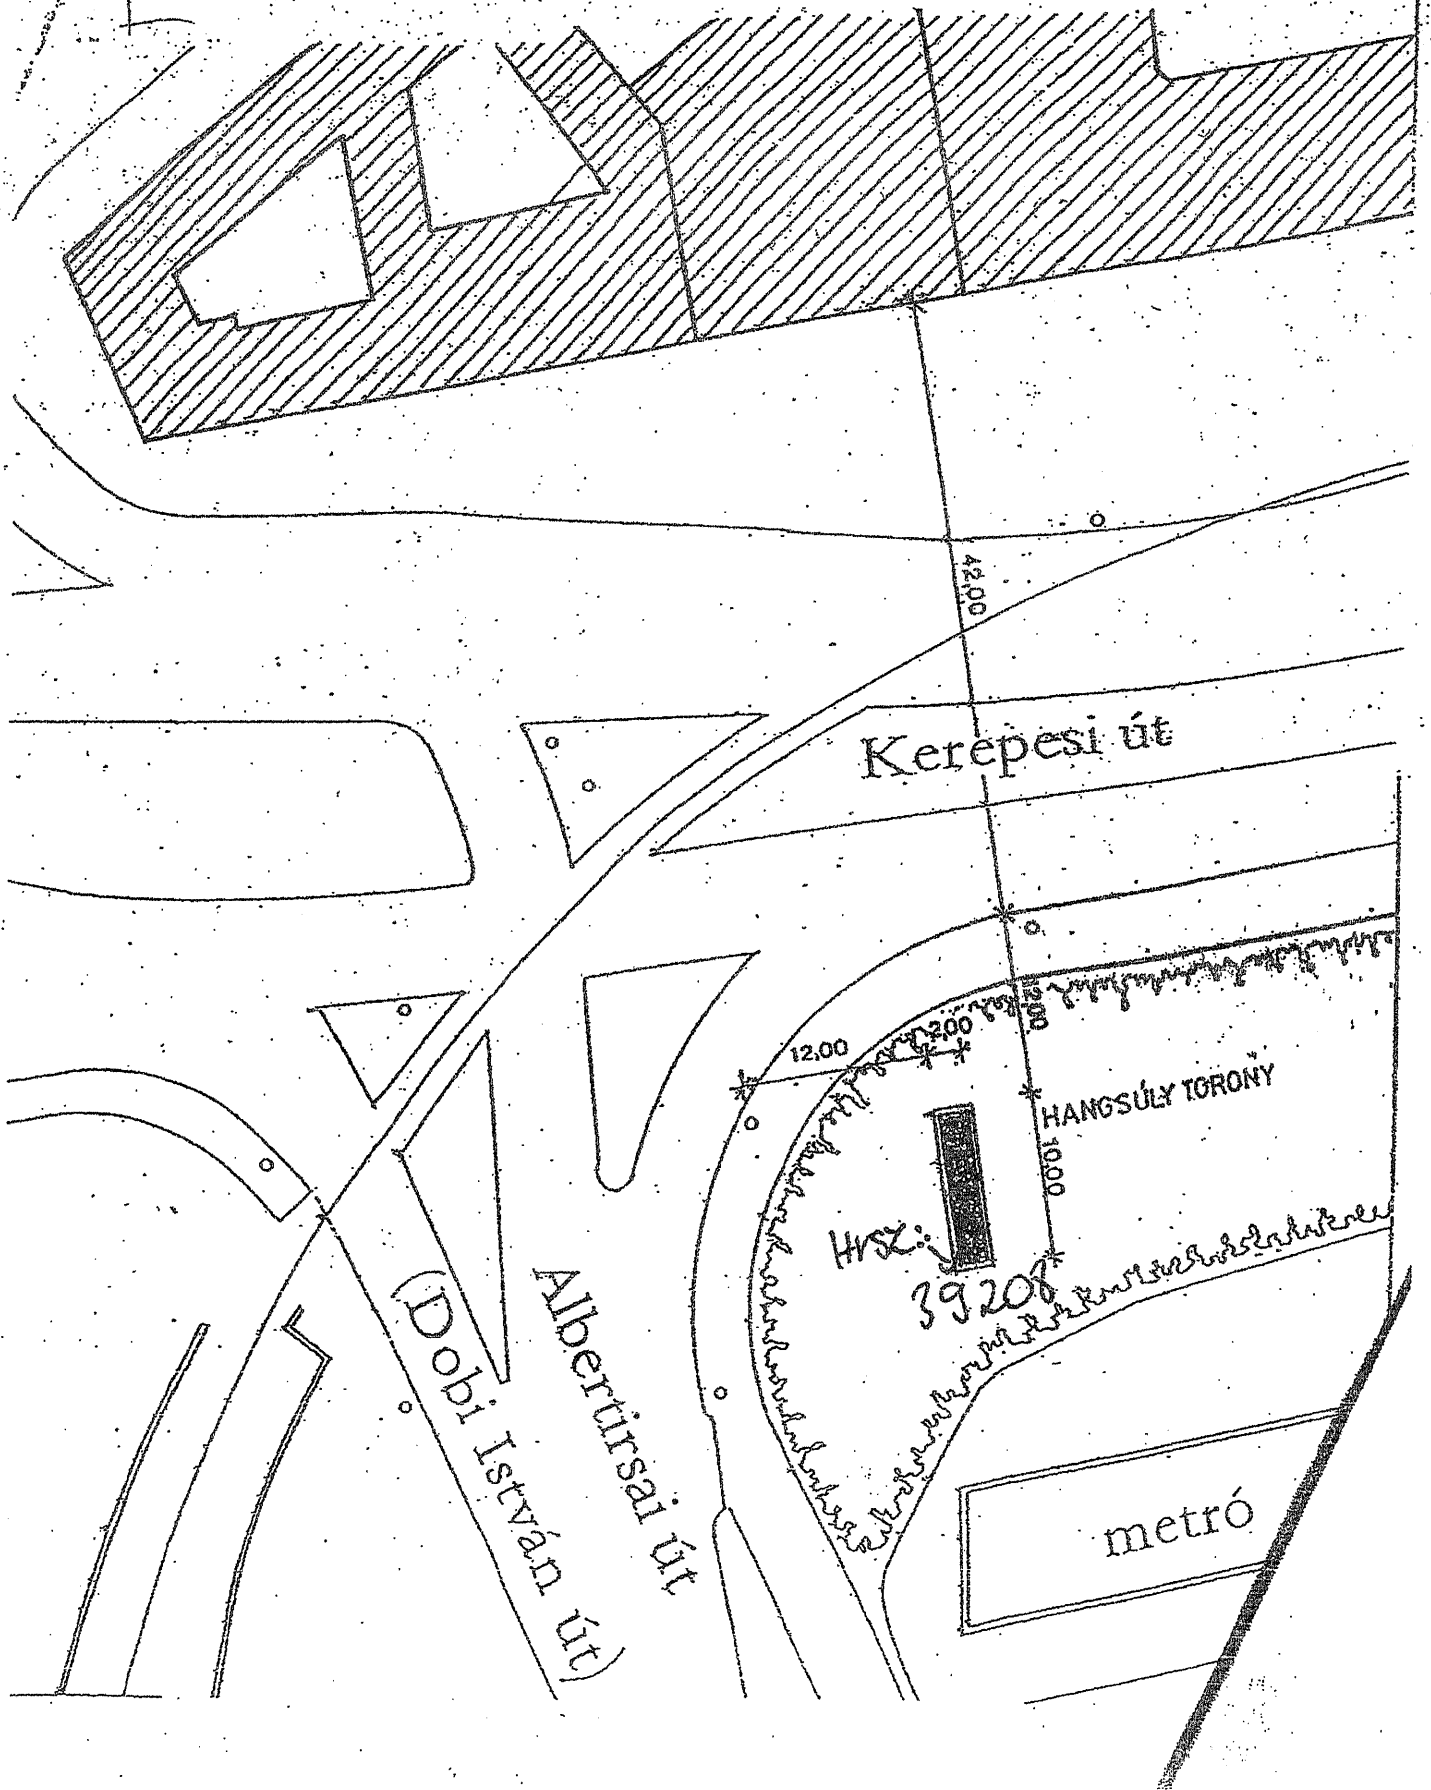 42,00
Kerepesi út
12,00
2,00
12,00
HANGSÚLY TORONY
10,00
Hrsz:
39208
Albertirsai út
(Dobi István út)
metró